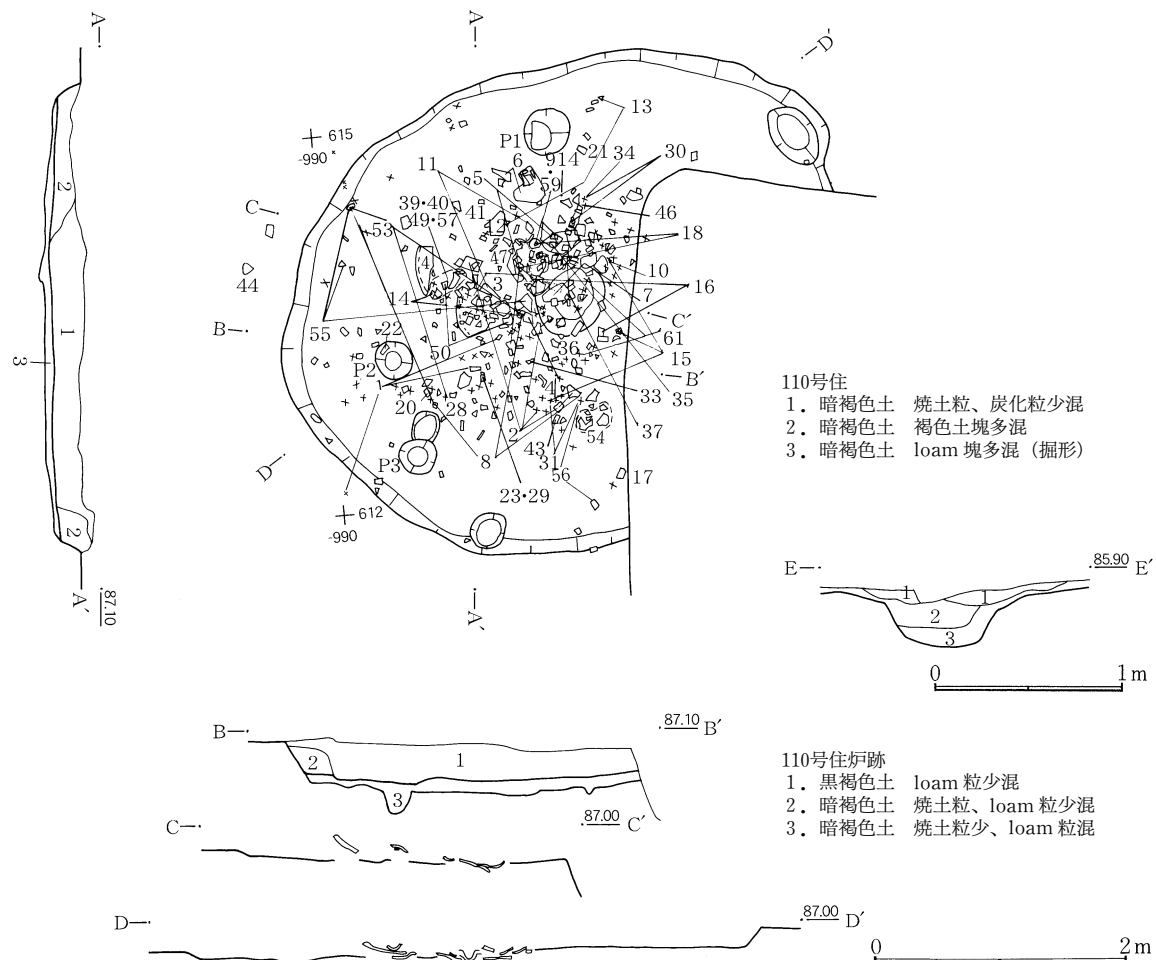 A—·
A—·
·—D′
615
-990
P1
13
6
9
14
21
34
30
11
5
59
C—·
39•40
41
12
46
49•57
53
18
4
47
3
10
44
14
7
16
·—C′
B—·
55
22
61
50
36
15
P2
·—B′
1
4
33
35
20
28
2
54
37
43
8
31
D—·
P3
56
17
23•29
612
-990
·—A′
2
1
3
2
A′
87.10
110号住
1．暗褐色土　焼土粒、炭化粒少混
2．暗褐色土　褐色土塊多混
3．暗褐色土　loam 塊多混（掘形）
E—·
85.90 E′
1
1
2
3
0
1m
B—·
87.10 B′
2
1
3
87.00 C′
C—·
110号住炉跡
1．黒褐色土　loam 粒少混
2．暗褐色土　焼土粒、loam 粒少混
3．暗褐色土　焼土粒少、loam 粒混
D—·
87.00 D′
0
2m